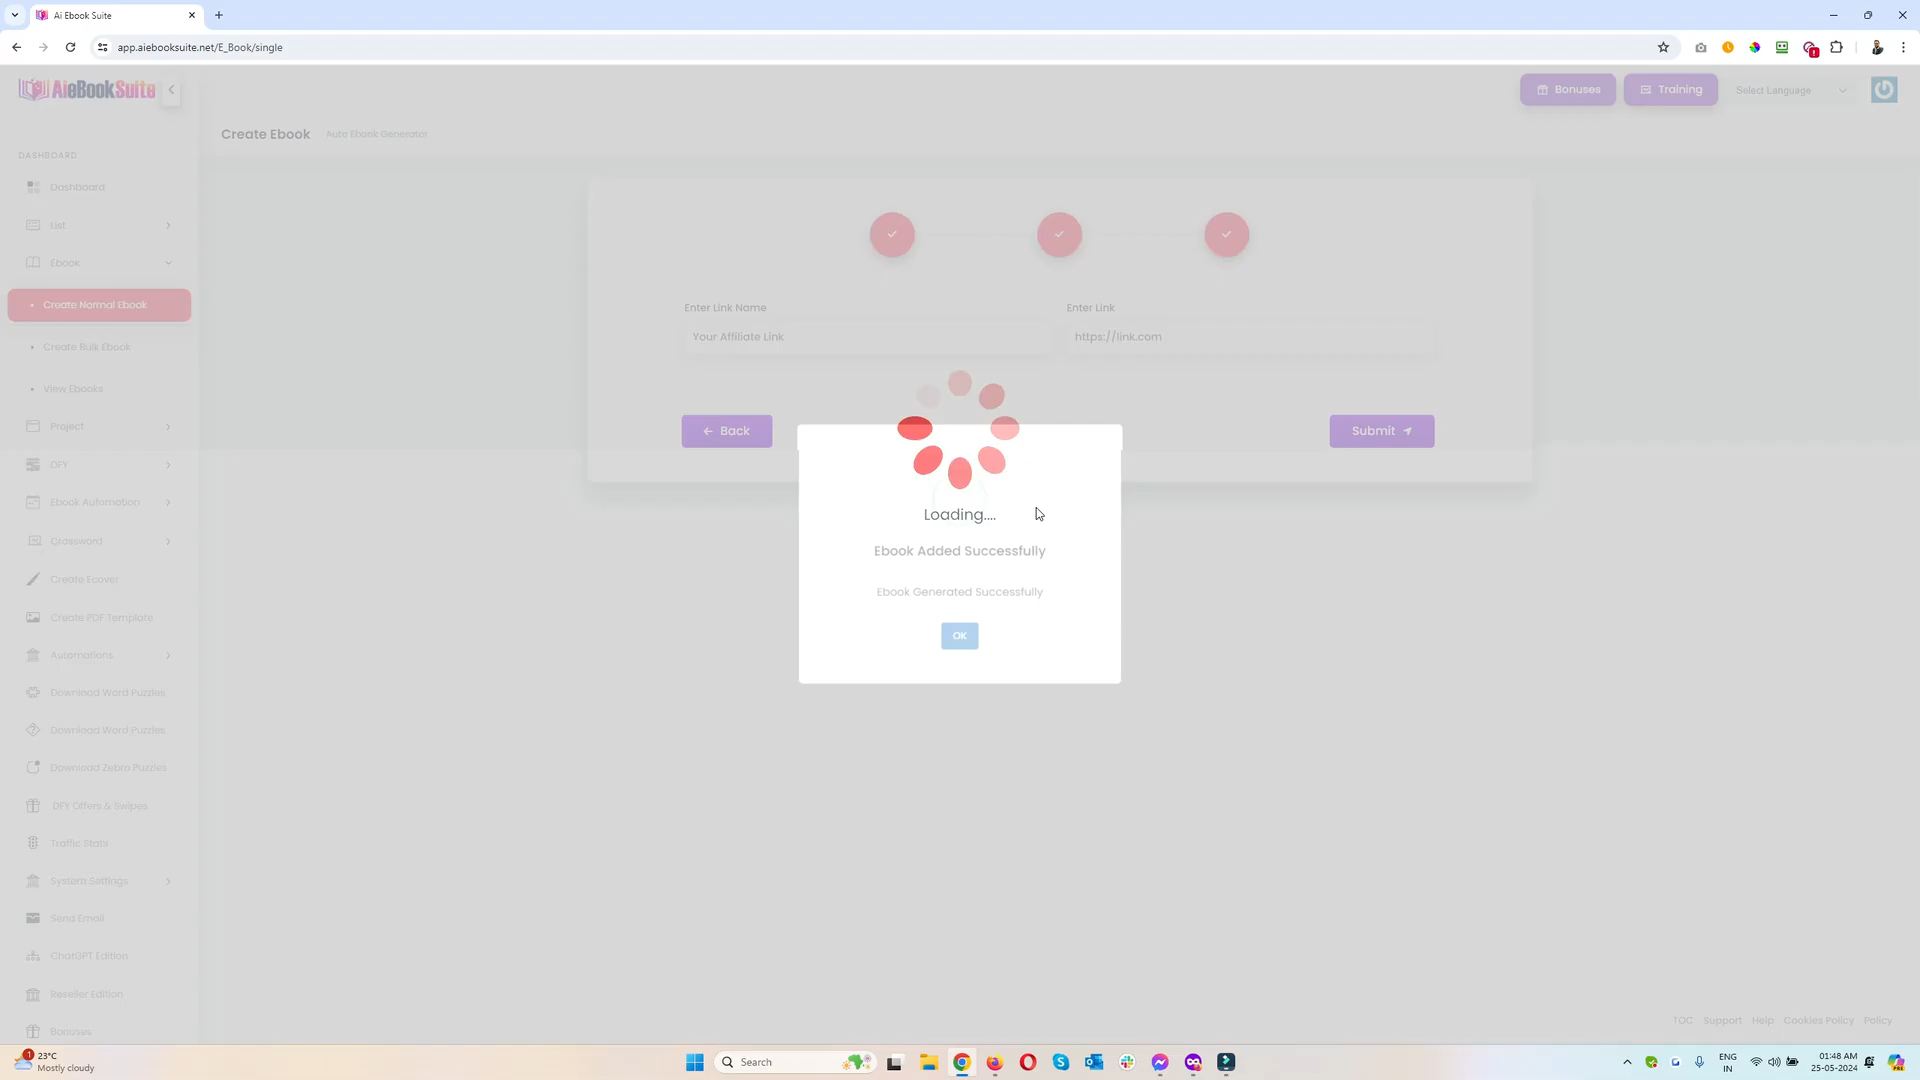 Ai Ebook Suite
app.aiebooksuite.net/E_Book/single
AieBookSuite
Bonuses
Training
Select Language
Create Ebook
Auto Ebook Generator
DASHBOARD
Dashboard
List
Ebook
Create Normal Ebook
Create Bulk Ebook
View Ebooks
Project
DFY
Ebook Automation
Crossword
Create Ecover
Create PDF Template
Automations
Download Word Puzzles
Download Word Puzzles
Download Zebra Puzzles
DFY Offers & Swipes
Traffic Stats
System Settings
Send Email
ChatGPT Edition
Reseller Edition
Bonuses
Enter Link Name
Enter Link
Your Affiliate Link
https://link.com
Back
Submit
Loading....
Ebook Added Successfully
Ebook Generated Successfully
OK
TOC Support Help Cookies Policy Policy
1
23°C
Mostly cloudy
Search
ENG
IN
01:48 AM
25-05-2024
PRE